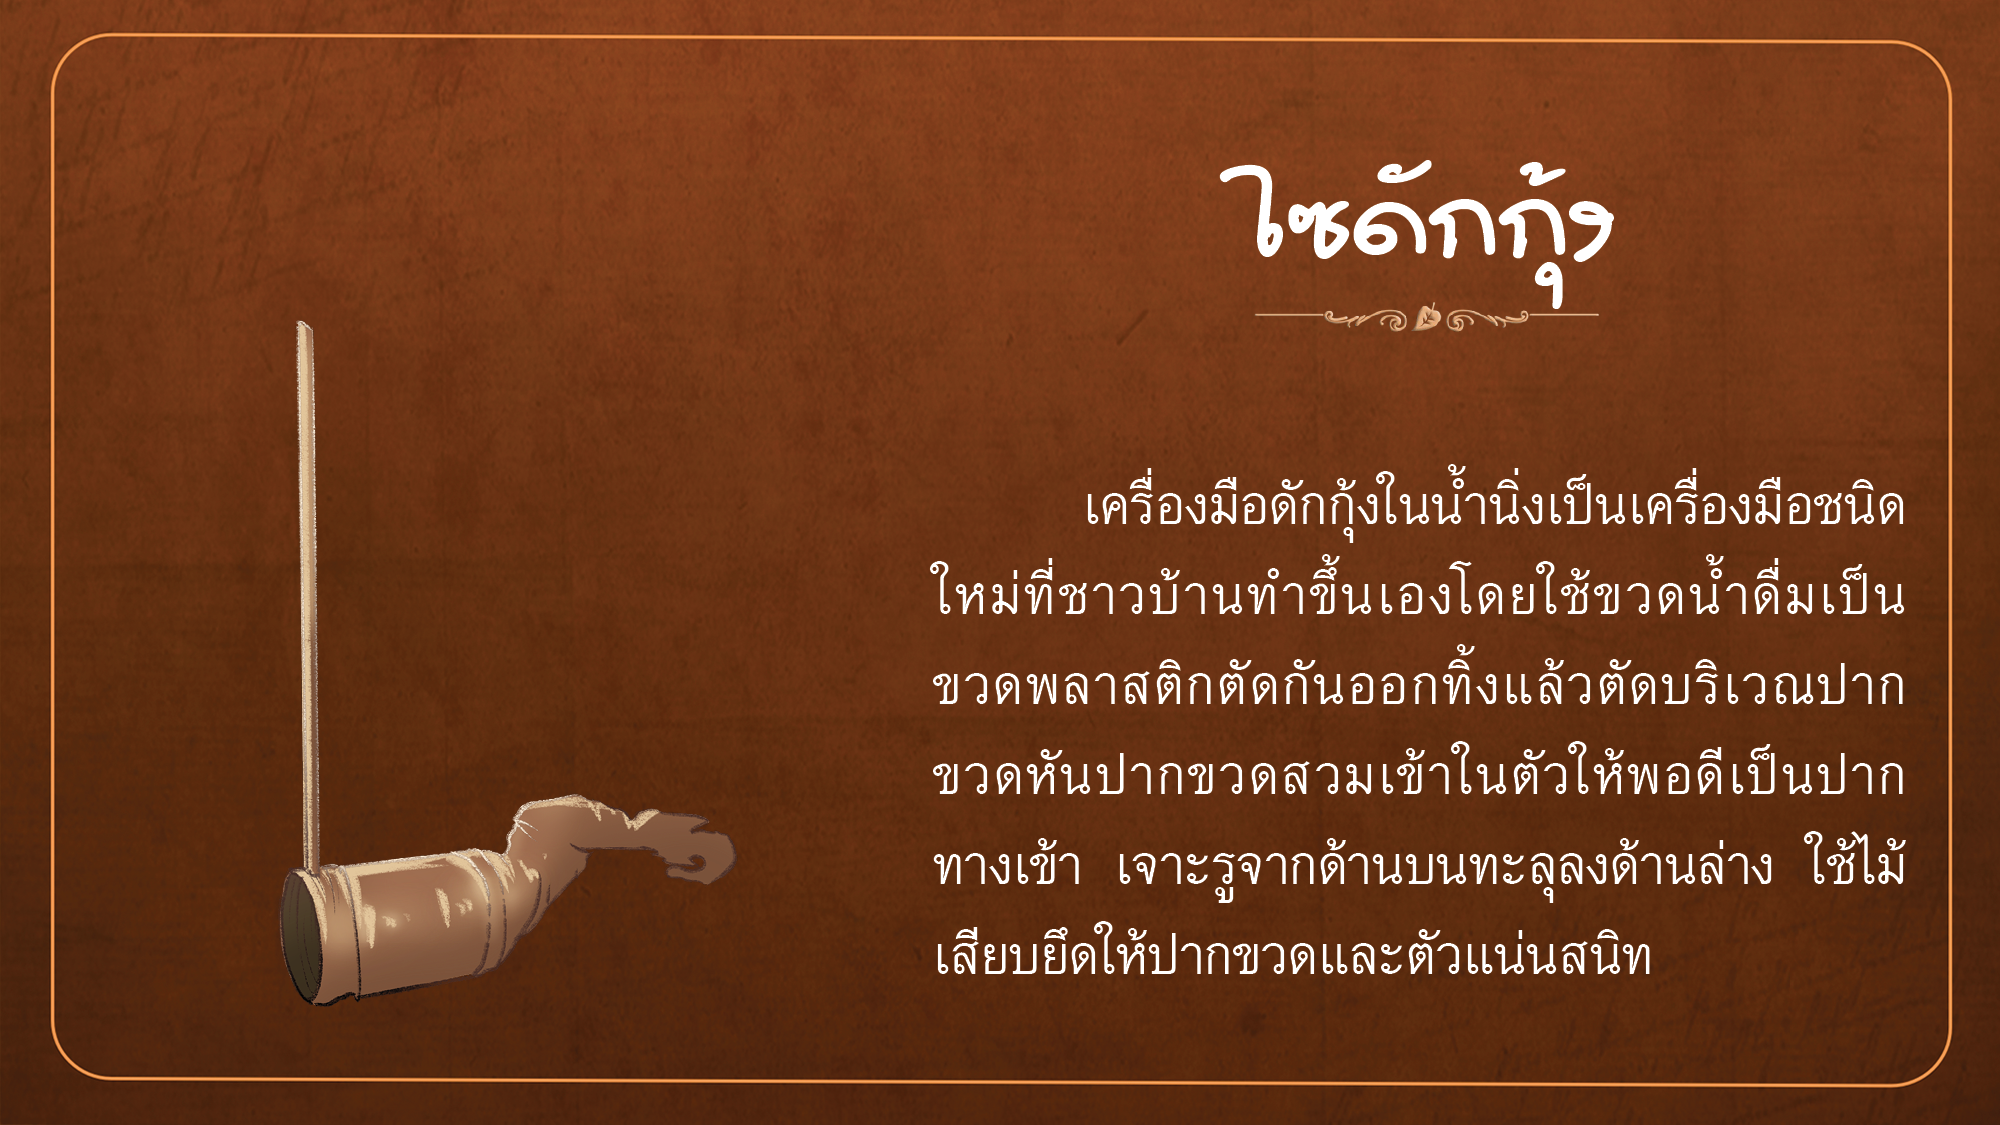 ไซดักกุ้ง
เครื่องมือดักกุ้งในน้ำนิ่งเป็นเครื่องมือชนิด
ใหม่ที่ชาวบ้านทำขึ้นเองโดยใช้ขวดน้ำดื่มเป็น
ขวดพลาสติกตัดกันออกทิ้งแล้วตัดบริเวณปาก
ขวดหันปากขวดสวมเข้าในตัวให้พอดีเป็นปาก
ทางเข้า เจาะรูจากด้านบนทะลุลงด้านล่าง ใช้ไม้
เสียบยึดให้ปากขวดและตัวแน่นสนิท